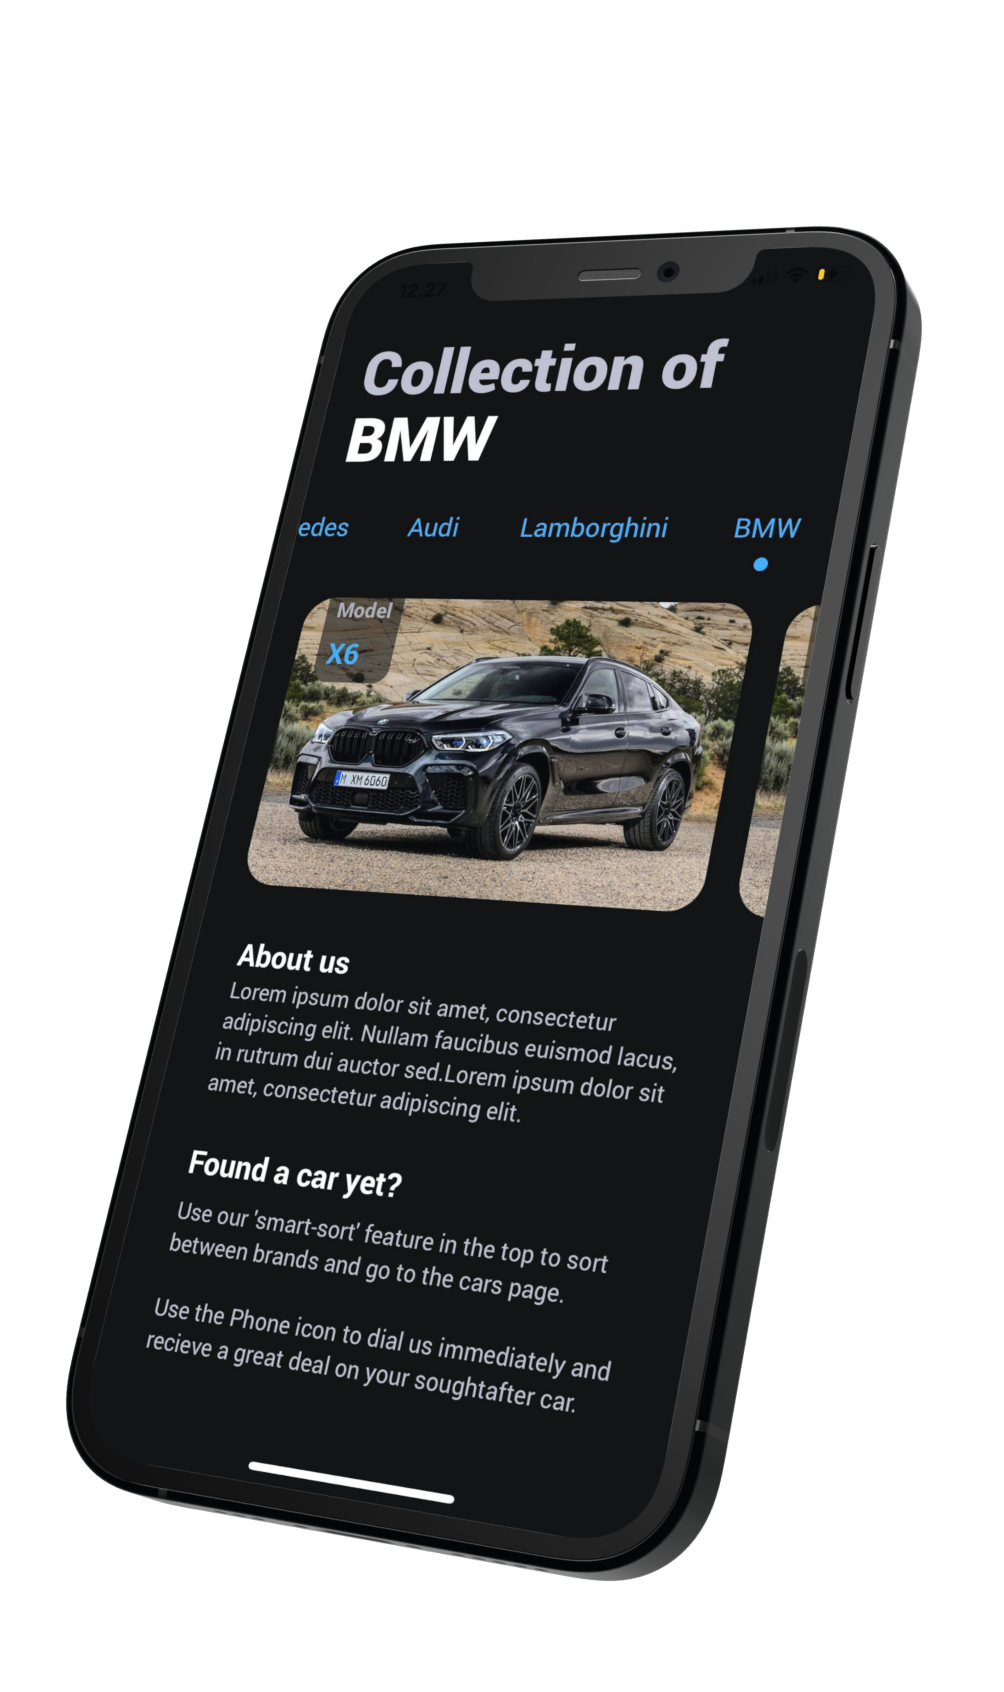 12.27
Collection of
BMW
edes Audi Lamborghini BMW
Model
X6
M XM 6060
About us
Lorem ipsum dolor sit amet, consectetur
adipiscing elit. Nullam faucibus euismod lacus,
in rutrum dui auctor sed.Lorem ipsum dolor sit
amet, consectetur adipiscing elit.
Found a car yet?
Use our 'smart-sort' feature in the top to sort
between brands and go to the cars page.
Use the Phone icon to dial us immediately and
recieve a great deal on your soughtafter car.